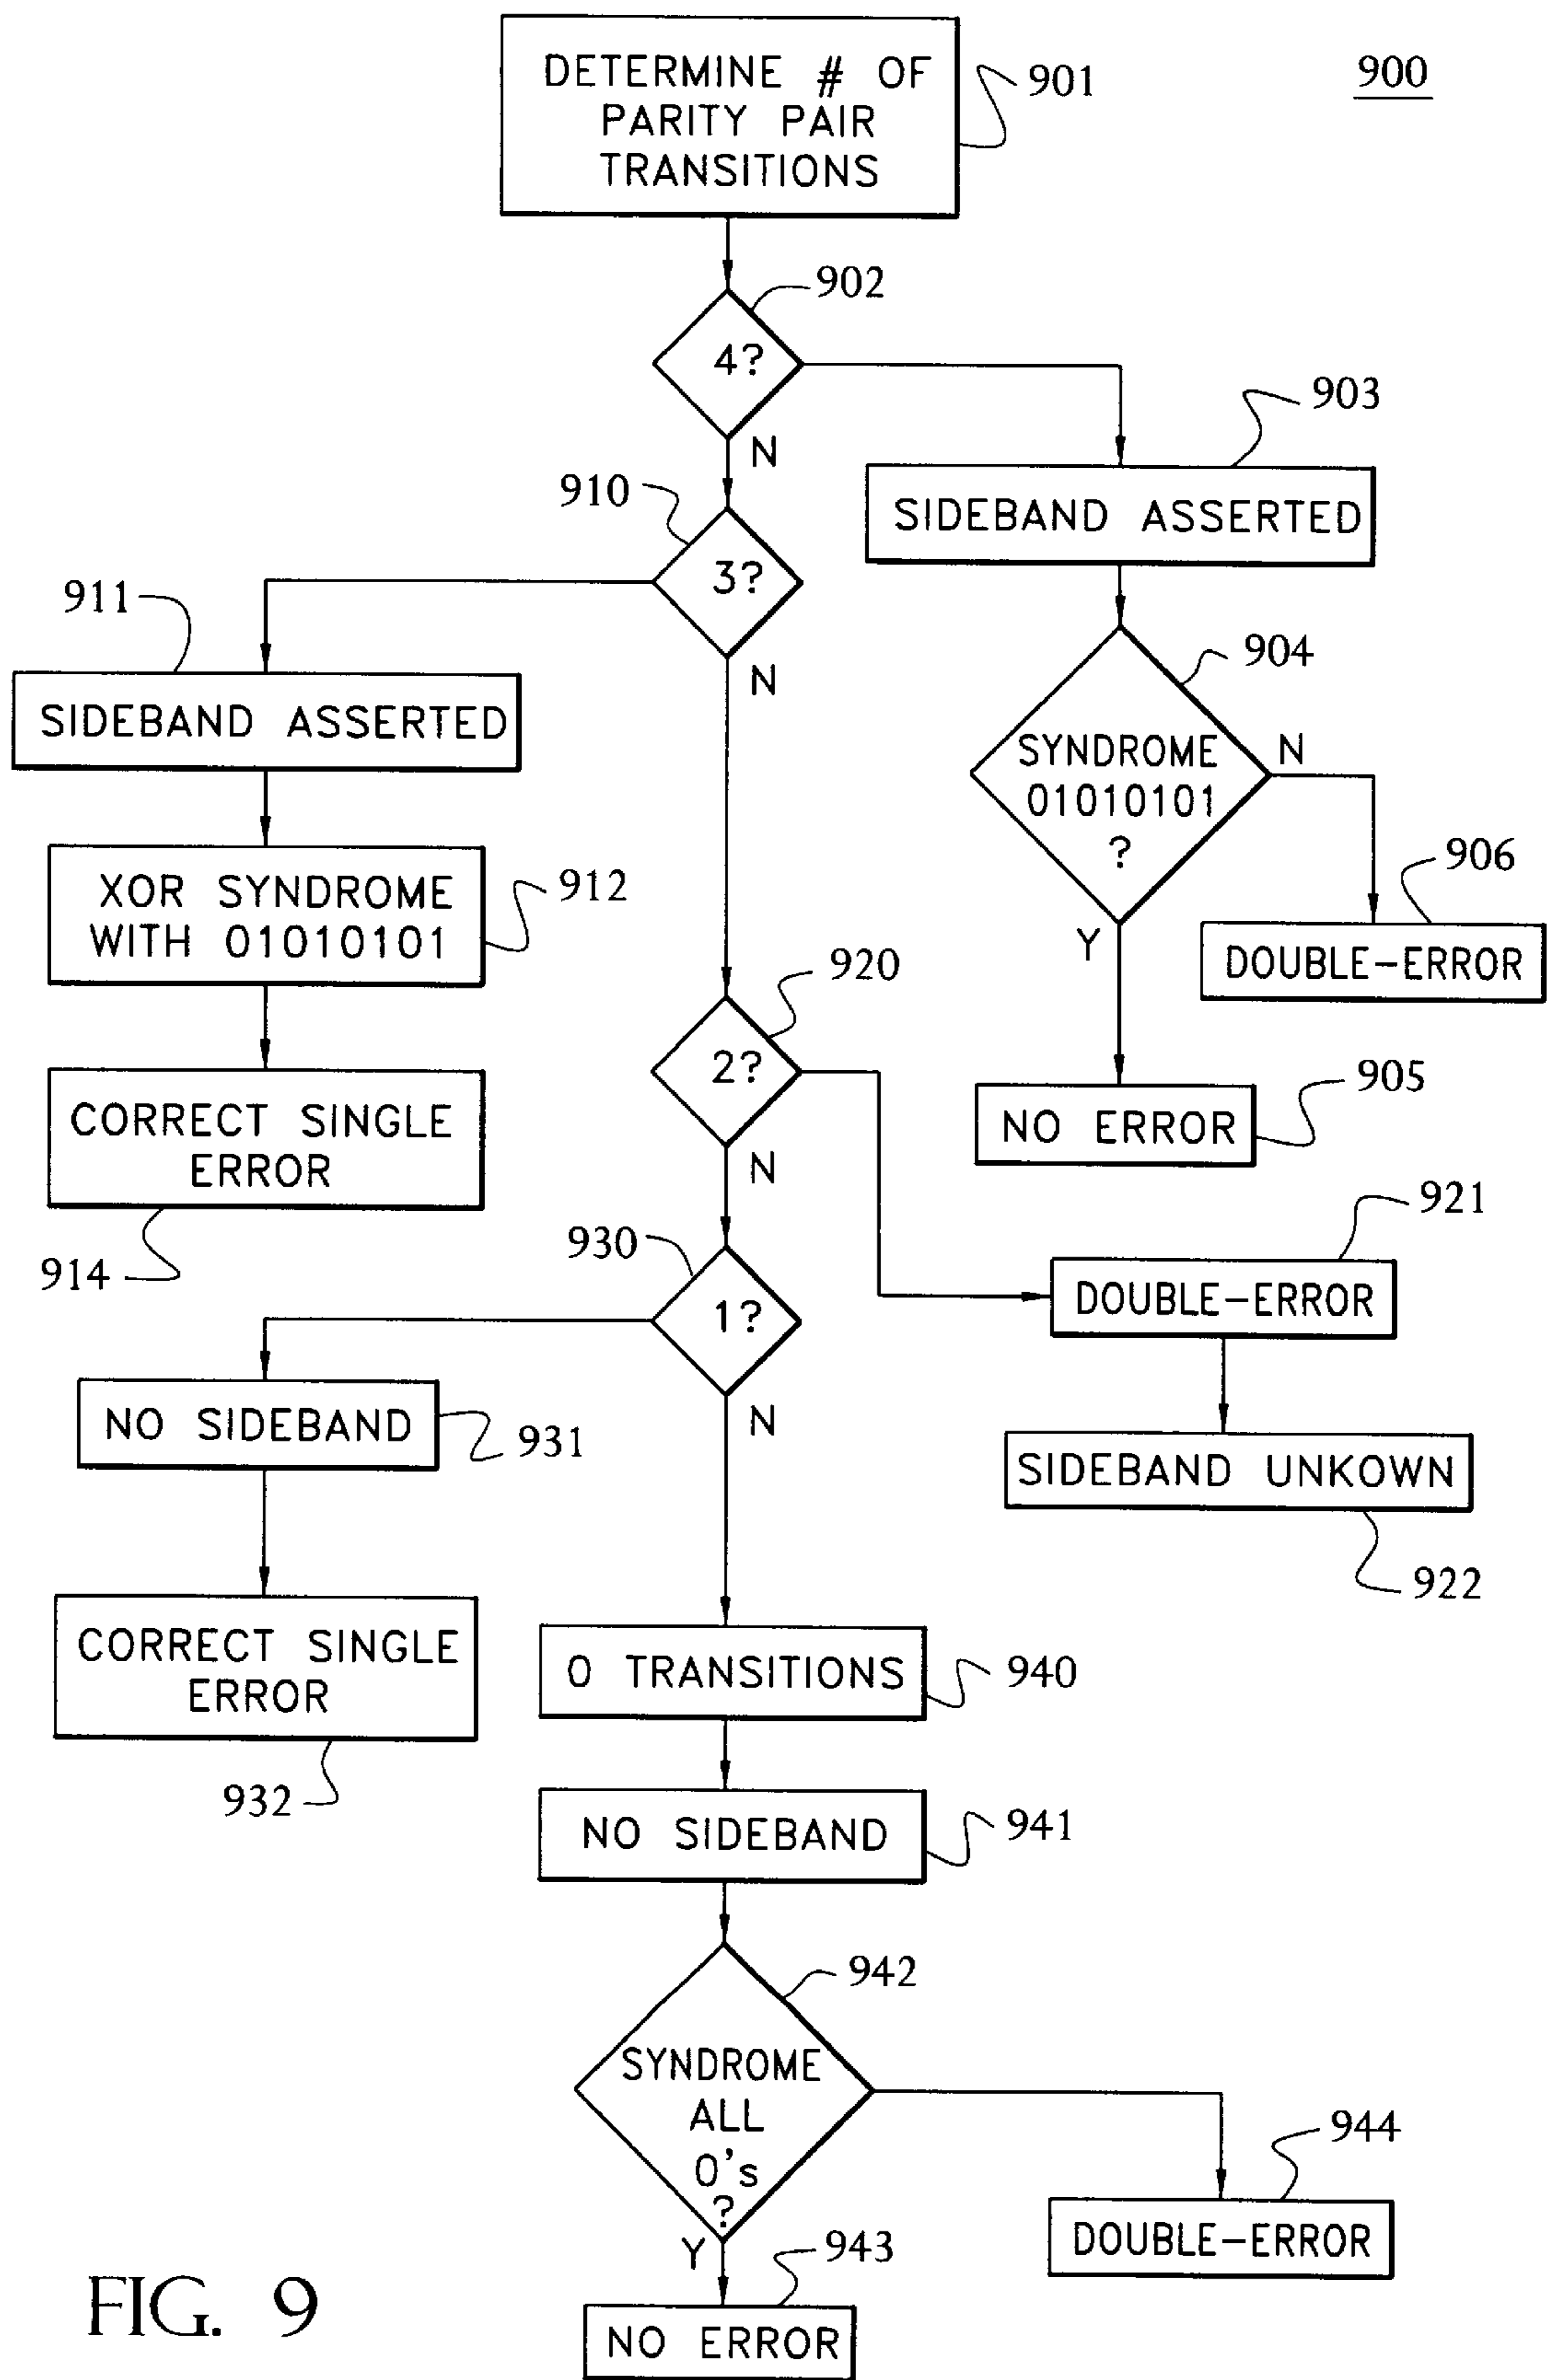 DETERMINE # OF
PARITY PAIR
TRANSITIONS
901
900
902
4?
N
903
SIDEBAND ASSERTED
910
3?
N
911
SIDEBAND ASSERTED
904
SYNDROME
01010101
?
N
Y
XOR SYNDROME
WITH 01010101
912
906
DOUBLE-ERROR
920
2?
N
905
NO ERROR
CORRECT SINGLE
ERROR
914
921
DOUBLE-ERROR
930
1?
N
NO SIDEBAND
931
SIDEBAND UNKOWN
922
CORRECT SINGLE
ERROR
932
0 TRANSITIONS
940
NO SIDEBAND
941
942
SYNDROME
ALL
0's
?
Y
944
DOUBLE-ERROR
943
NO ERROR
FIG. 9